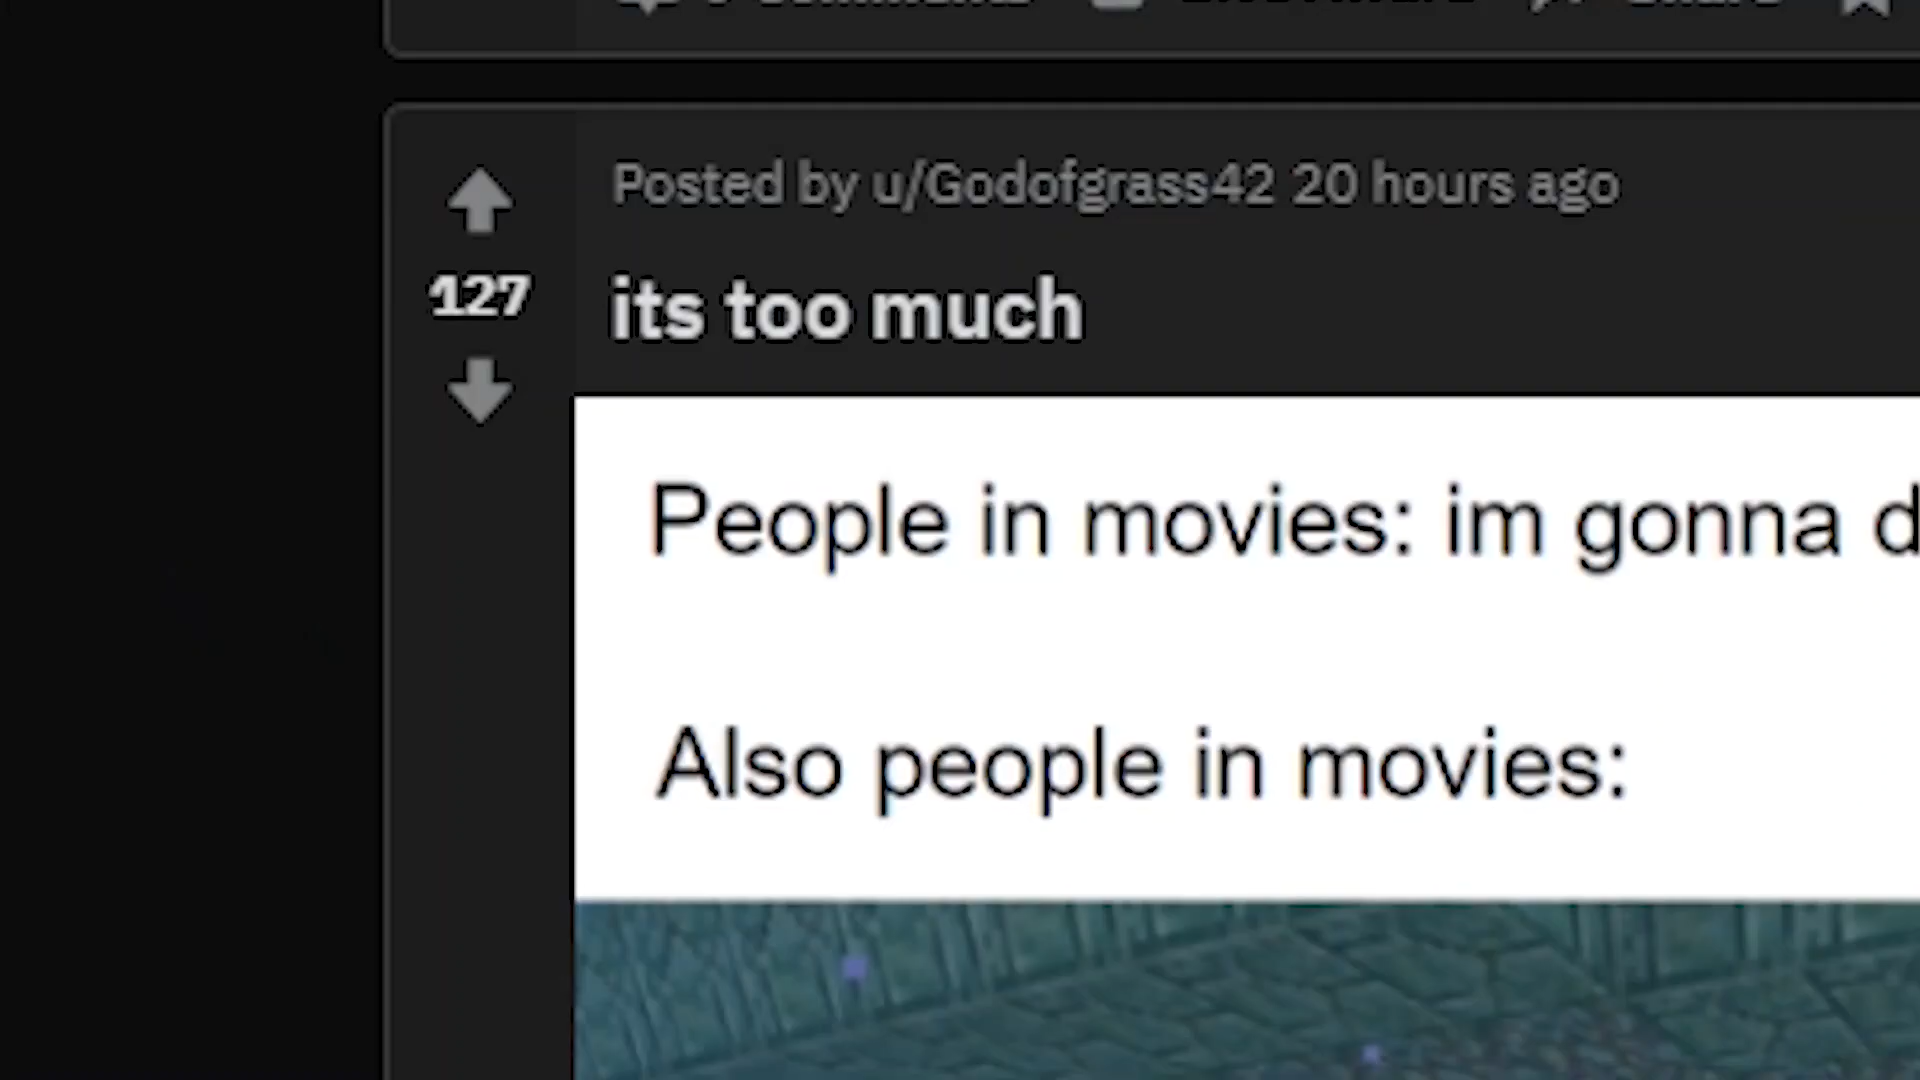 Posted by u/Godofgrass42 20 hours ago
127
its too much
People in movies: im gonna
Also people in movies: